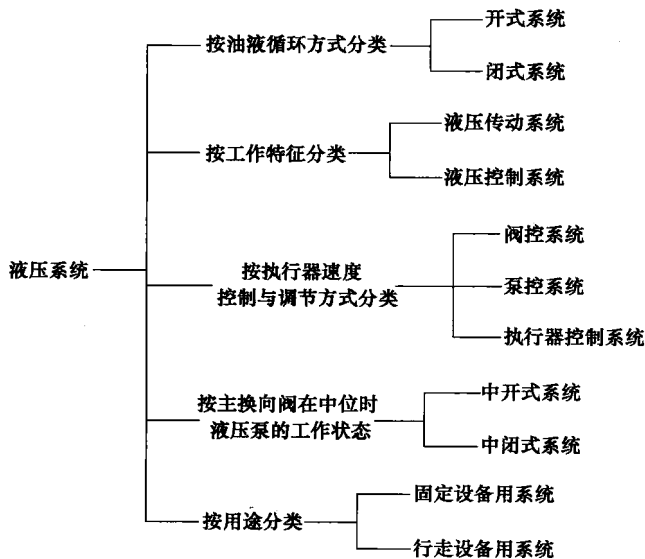 液压系统
按油液循环方式分类
开式系统
闭式系统
按工作特征分类
液压传动系统
液压控制系统
按执行器速度
控制与调节方式分类
阀控系统
泵控系统
执行器控制系统
按主换向阀在中位时
液压泵的工作状态
中开式系统
中闭式系统
按用途分类
固定设备用系统
行走设备用系统